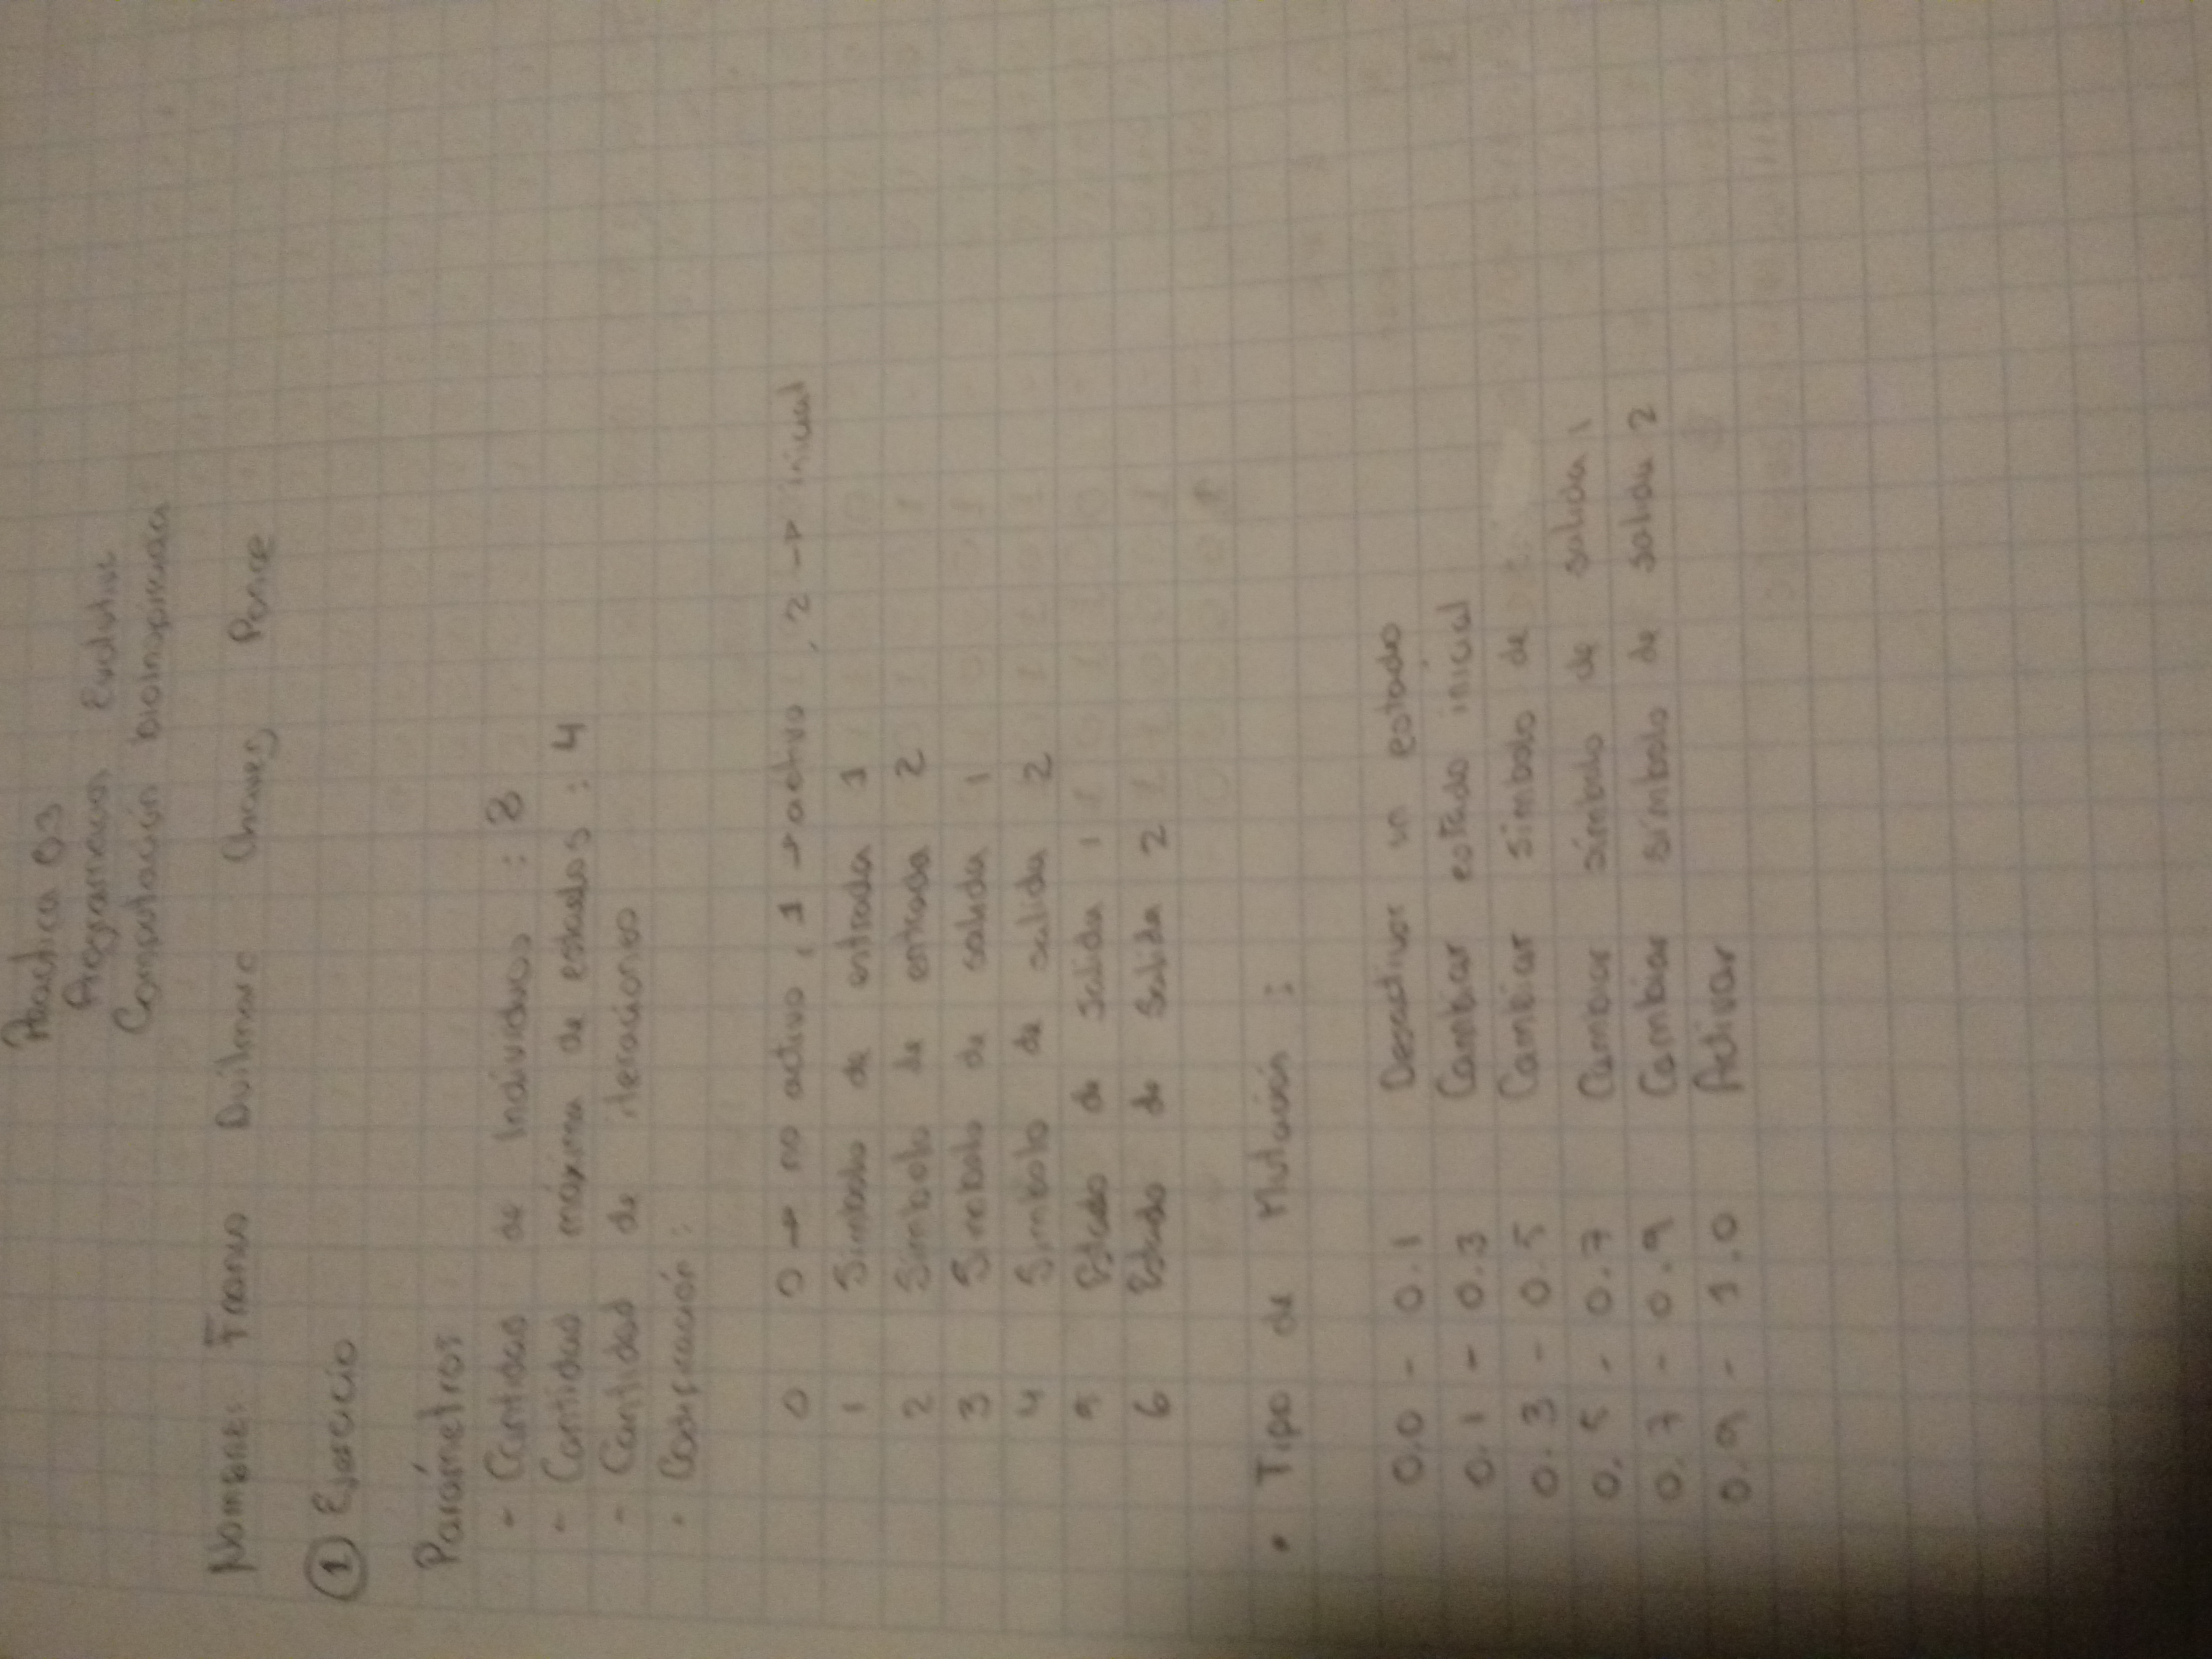 Practica 03
Programacion Evolutiva
Computación bioinspirada
Nombre: Franco Duilmarc Chavez Ponce
1 Ejercicio
Parámetros
- Cantidad de Individuos : 8
- Cantidad máxima de estados : 4
- Cantidad de iteraciones
• Codificación :
0 0 → no activo, 1 → activo, 2 → inicial
1 Simbolo de entrada 1
2 Simbolo de entrada 2
3 Simbolo de salida 1
4 Simbolo de salida 2
5 Estado de Salida 1
6 Estado de Salida 2
• Tipo de Mutación :
0.0 - 0.1 Desactivar un estado
0.1 - 0.3 Cambiar estado inicial
0.3 - 0.5 Cambiar simbolo de
0.5 - 0.7 Cambiar simbolo de salida 1
0.7 - 0.9 Cambiar simbolo de salida 2
0.9 - 1.0 Activar